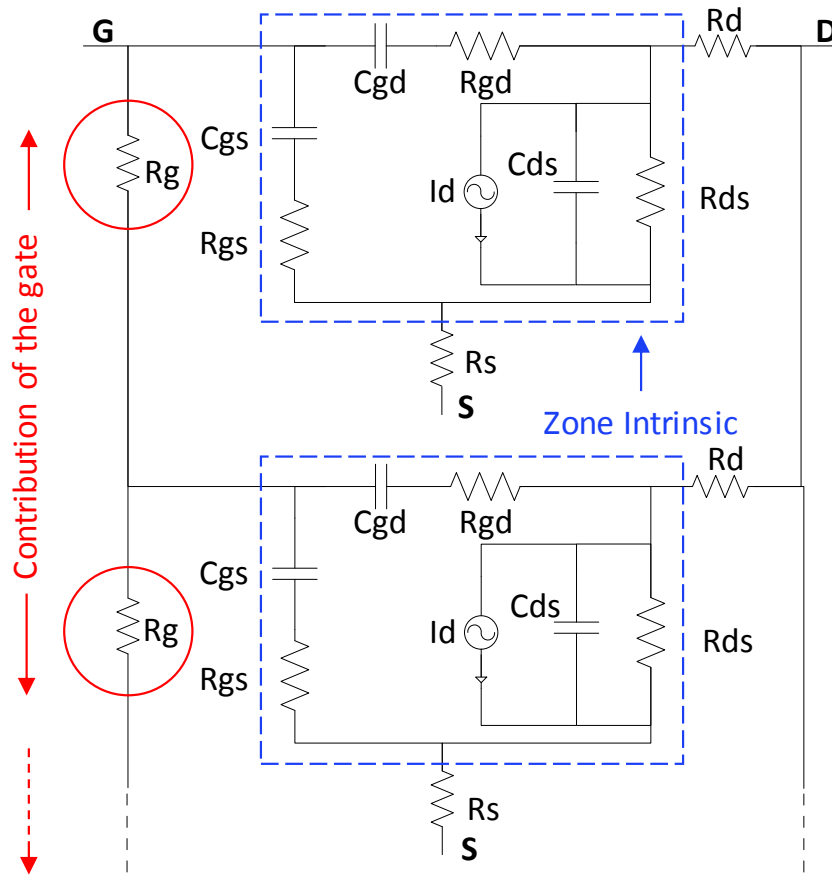 G
Rd
D
Cgd
Rgd
Rg
Cgs
Rgs
Id
Cds
Rds
Rs
S
Zone Intrinsic
Contribution of the gate
Rd
Cgd
Rgd
Cgs
Rg
Rgs
Id
Cds
Rds
Rs
S